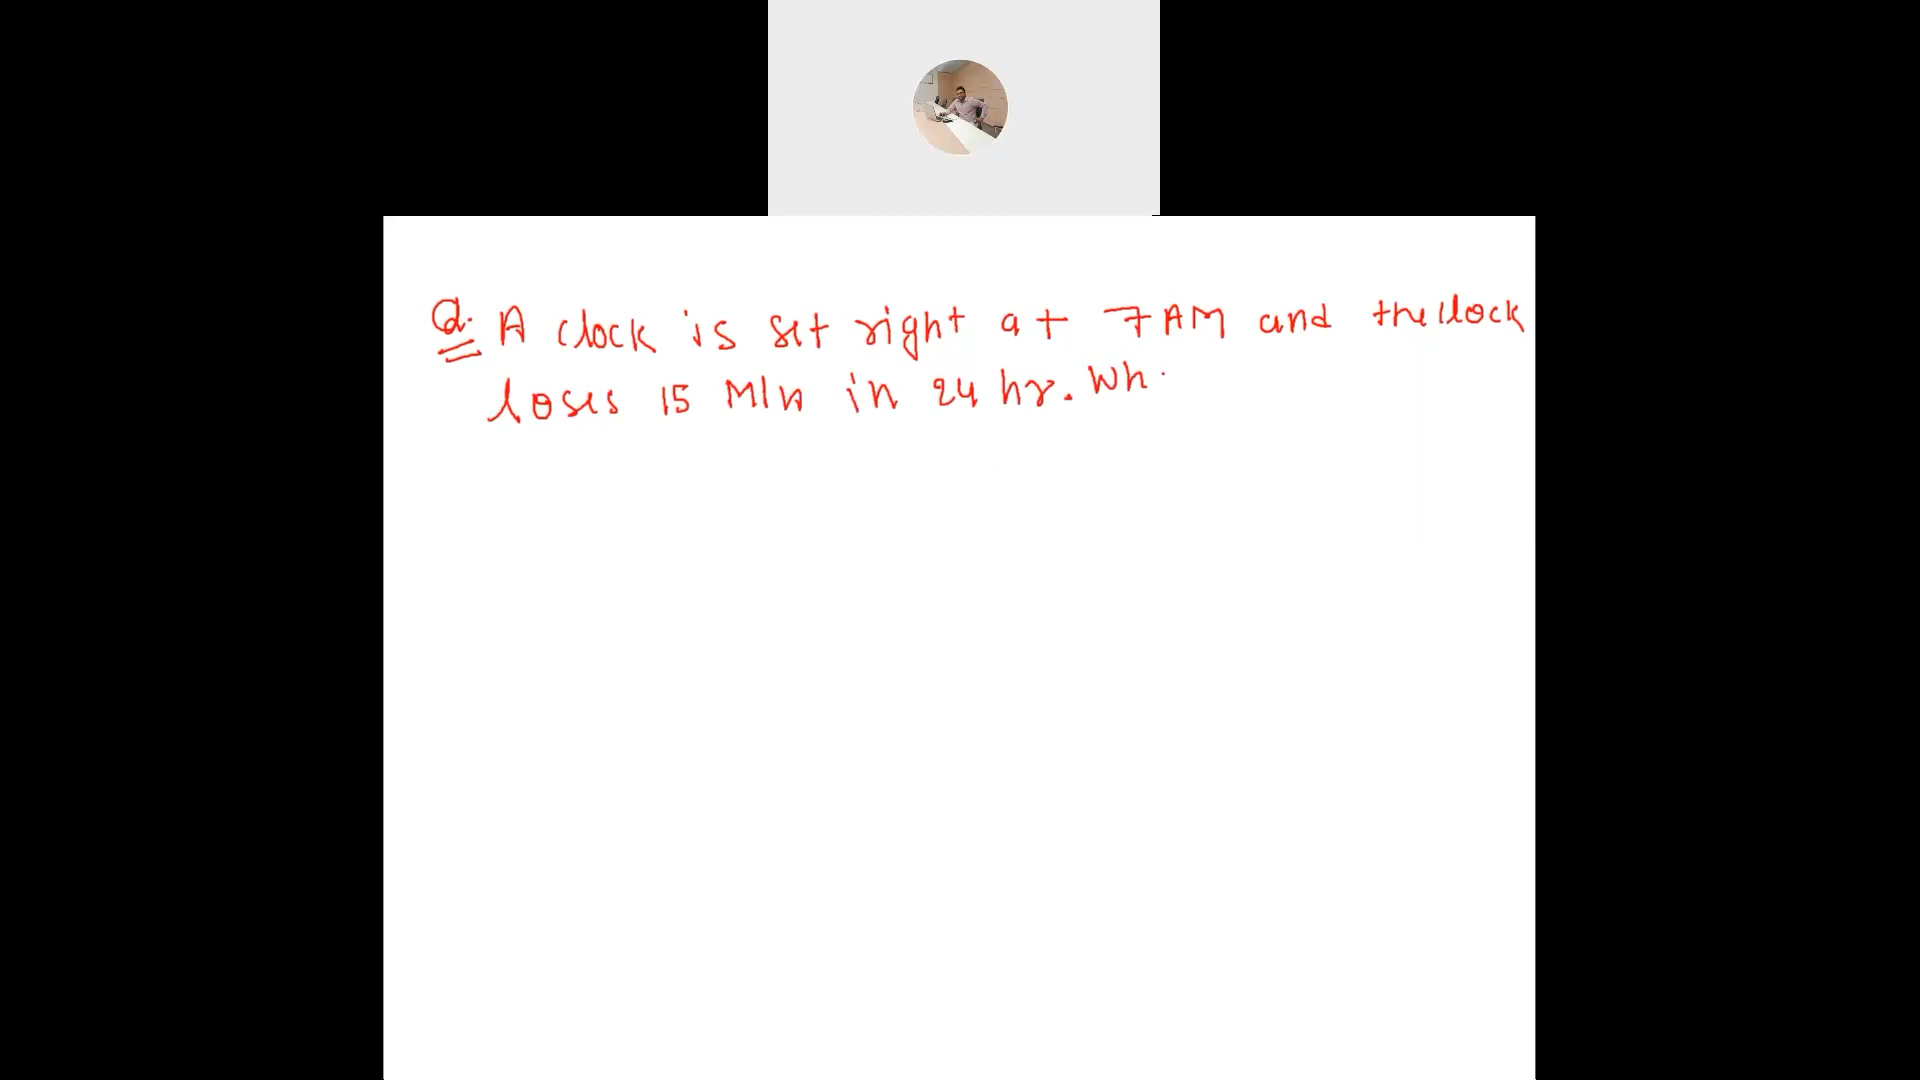 Q. A clock is set right at 7 AM and the clock
loses 15 Min in 24 hr. Wh